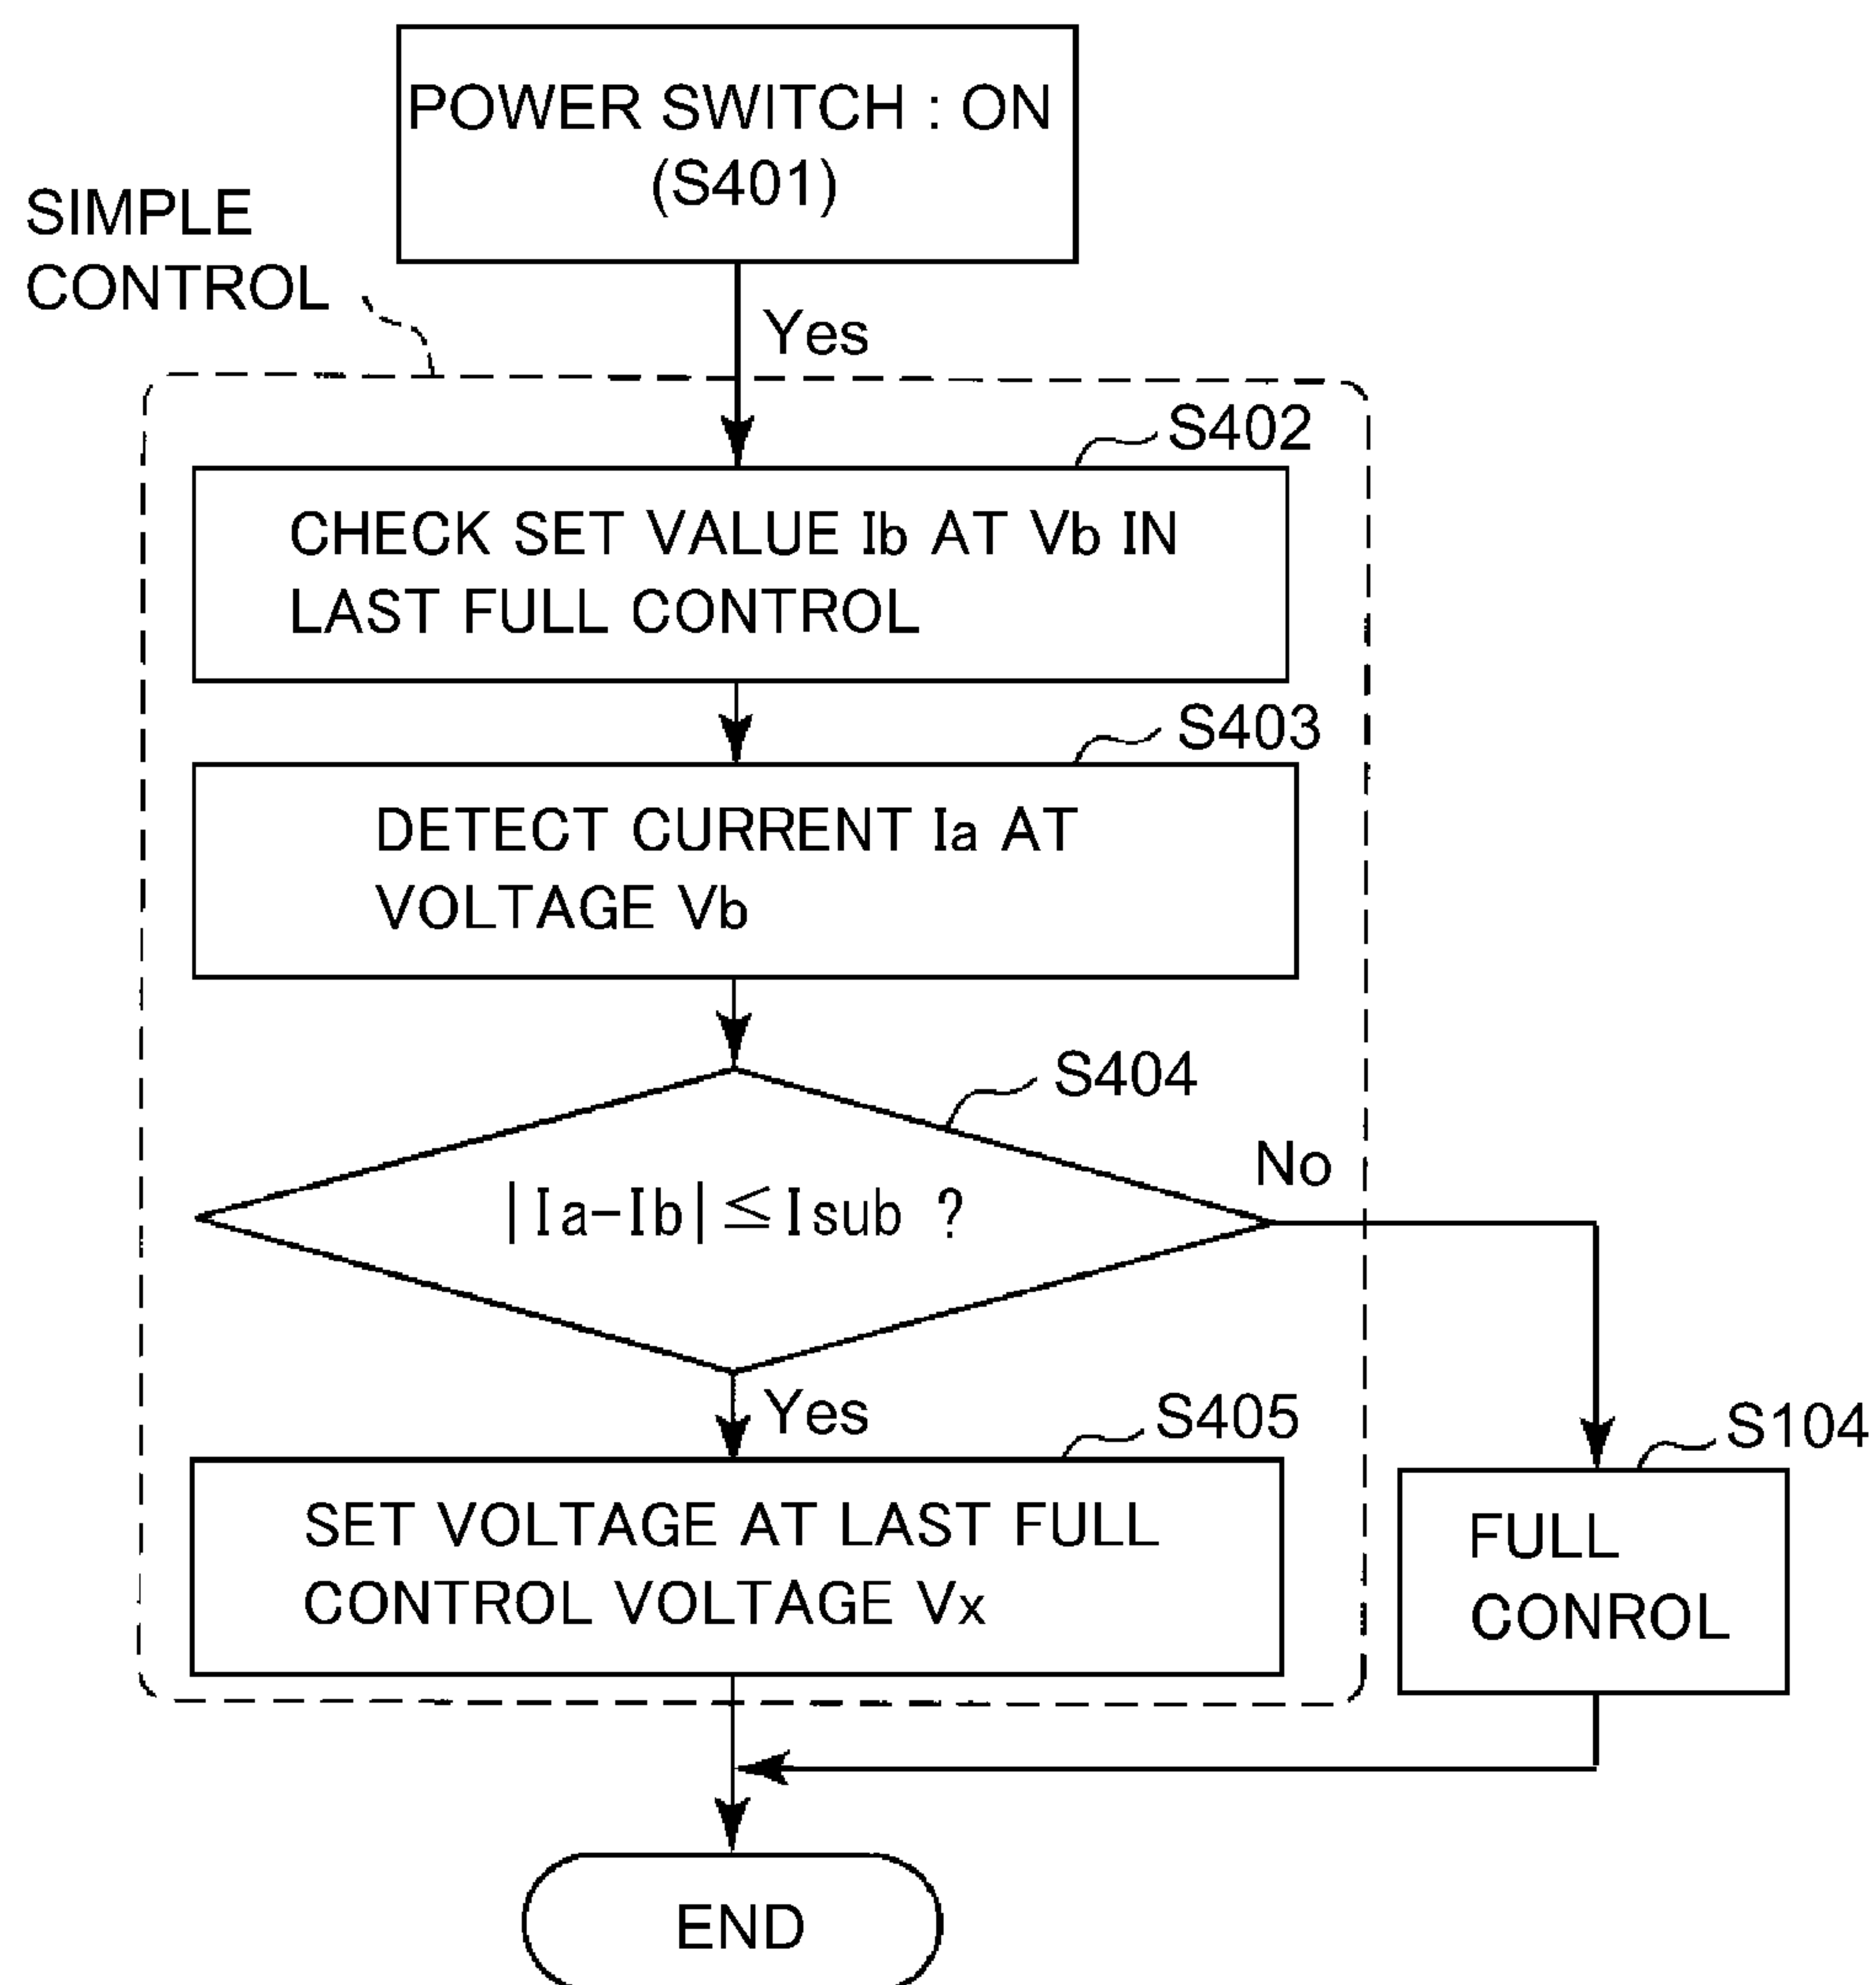 POWER SWITCH : ON
(S401)
SIMPLE
CONTROL
Yes
S402
CHECK SET VALUE Ib AT Vb IN
LAST FULL CONTROL
S403
DETECT CURRENT Ia AT
VOLTAGE Vb
S404
|Ia-Ib|≦Isub ?
No
Yes
S405
SET VOLTAGE AT LAST FULL
CONTROL VOLTAGE Vx
S104
FULL
CONROL
END